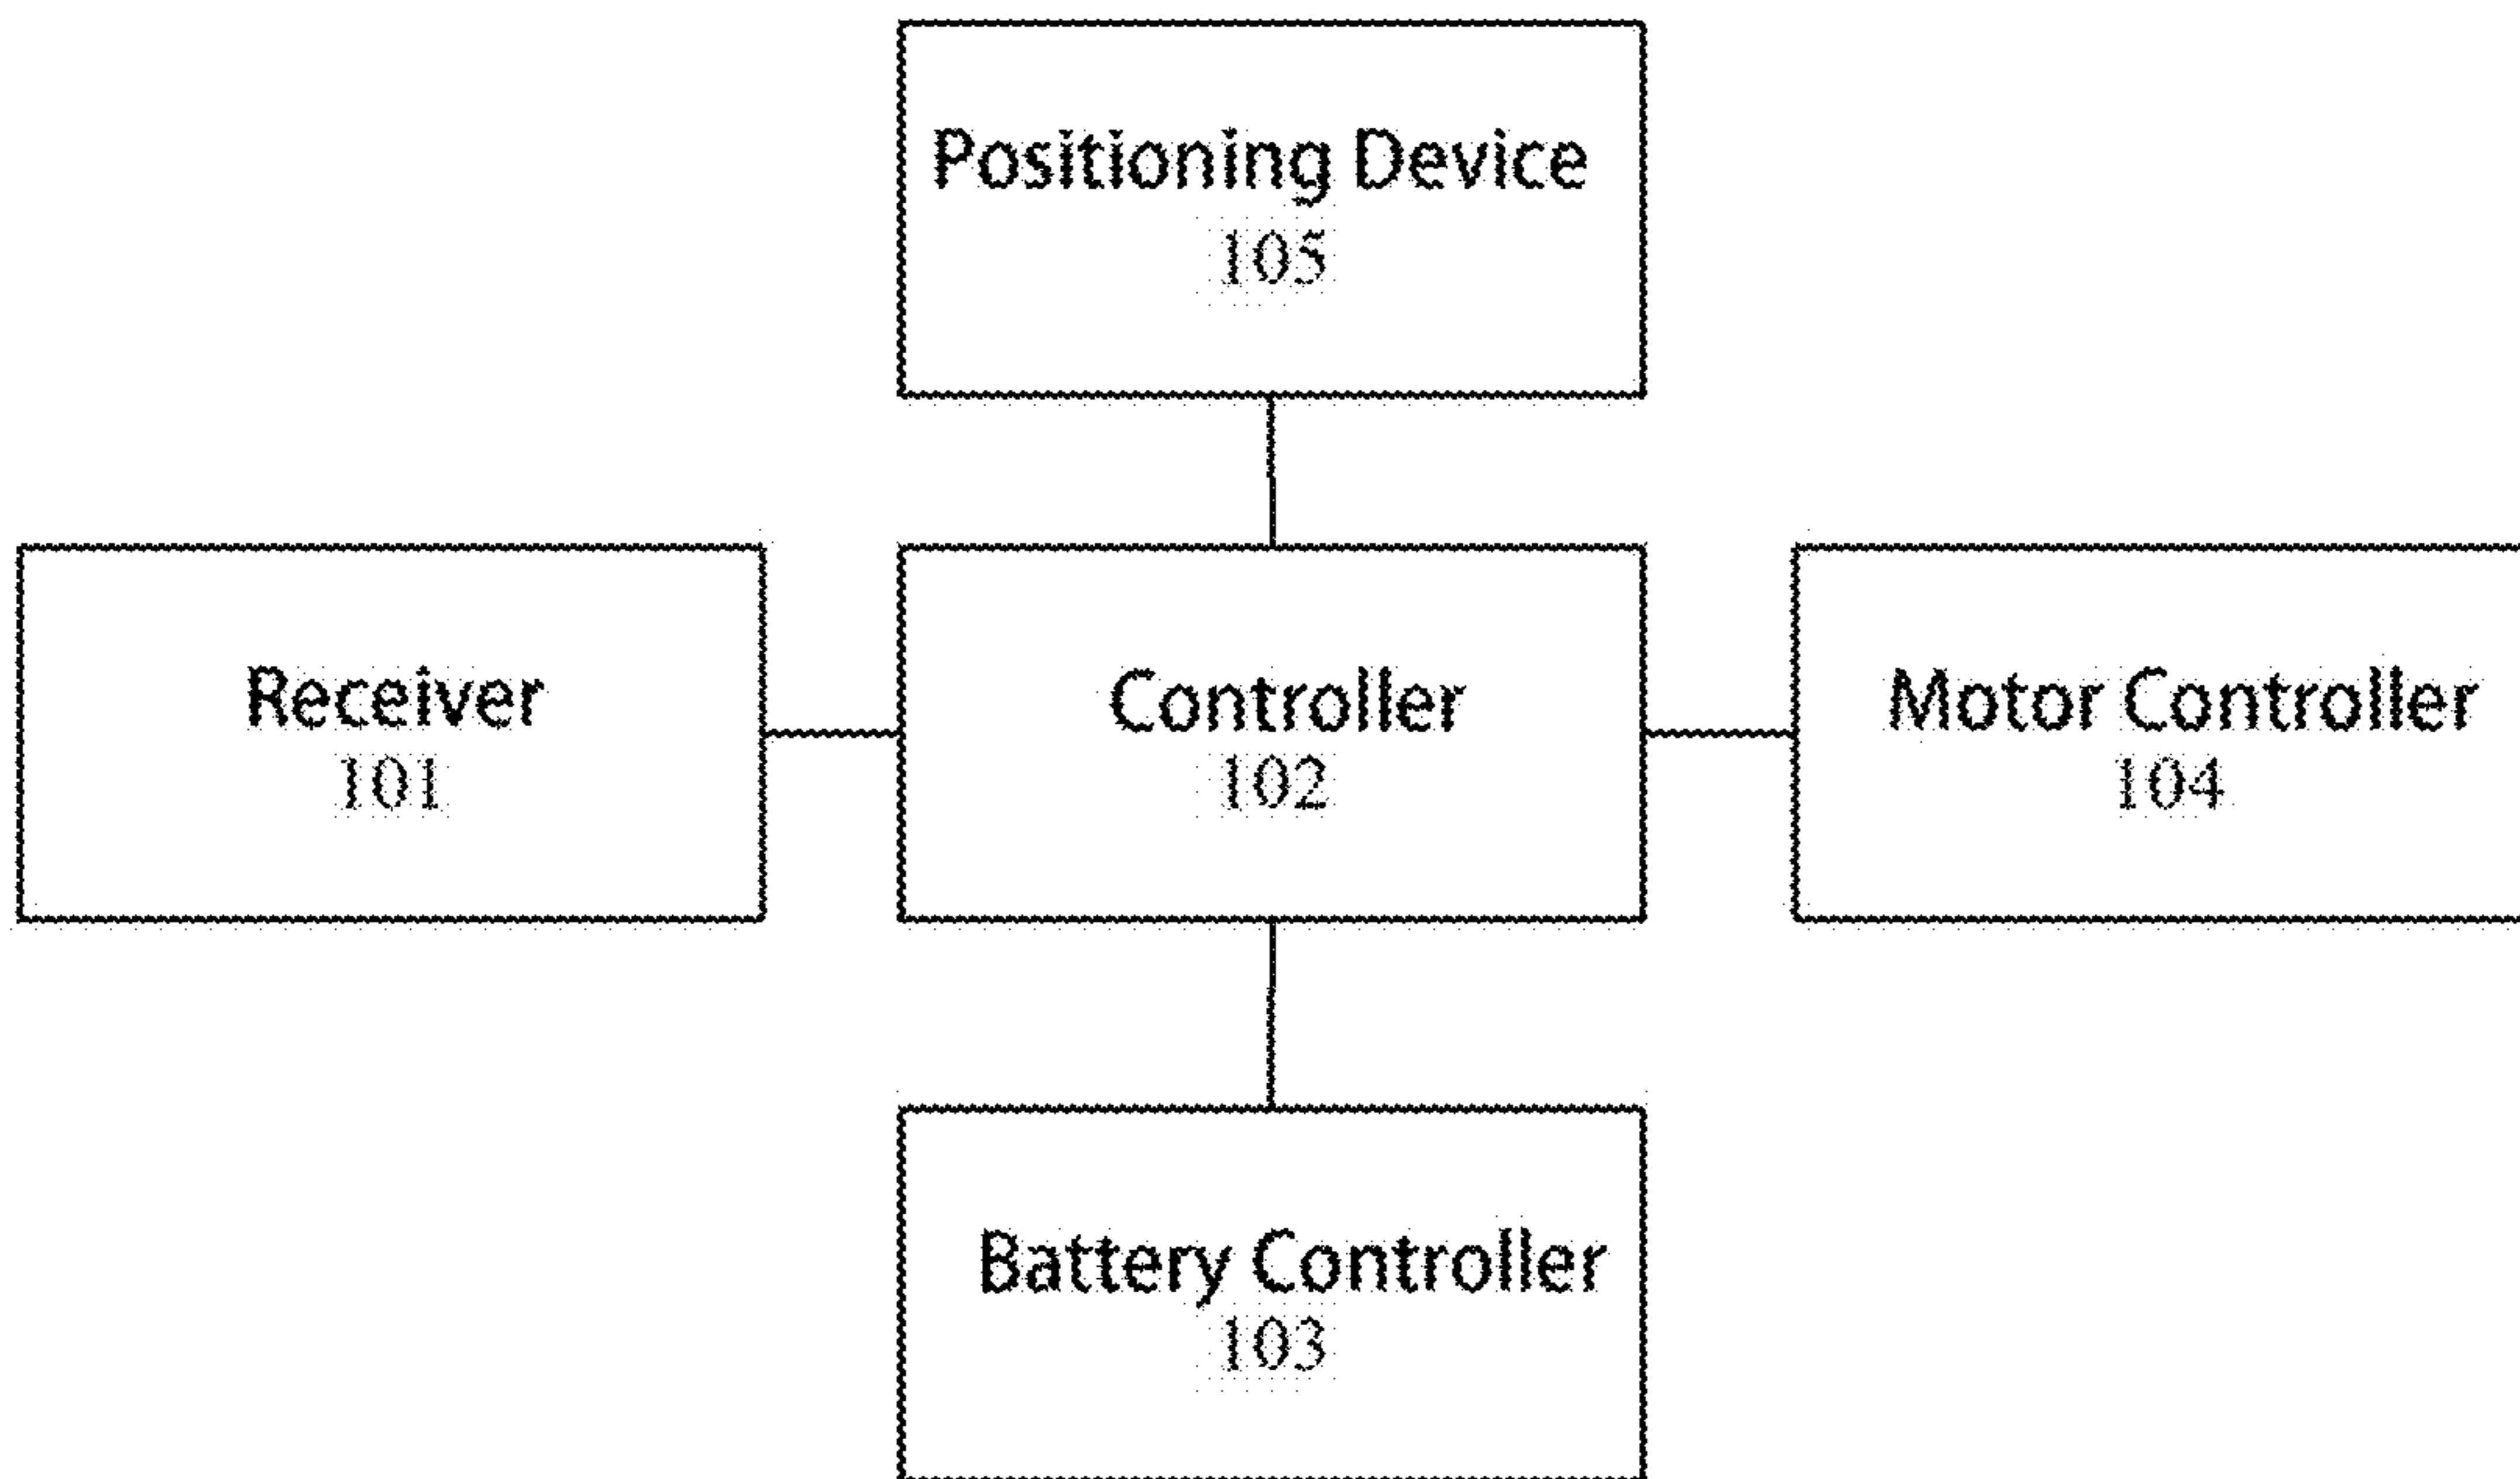 Positioning Device
105
Receiver
101
Controller
102
Motor Controller
104
Battery Controller
103